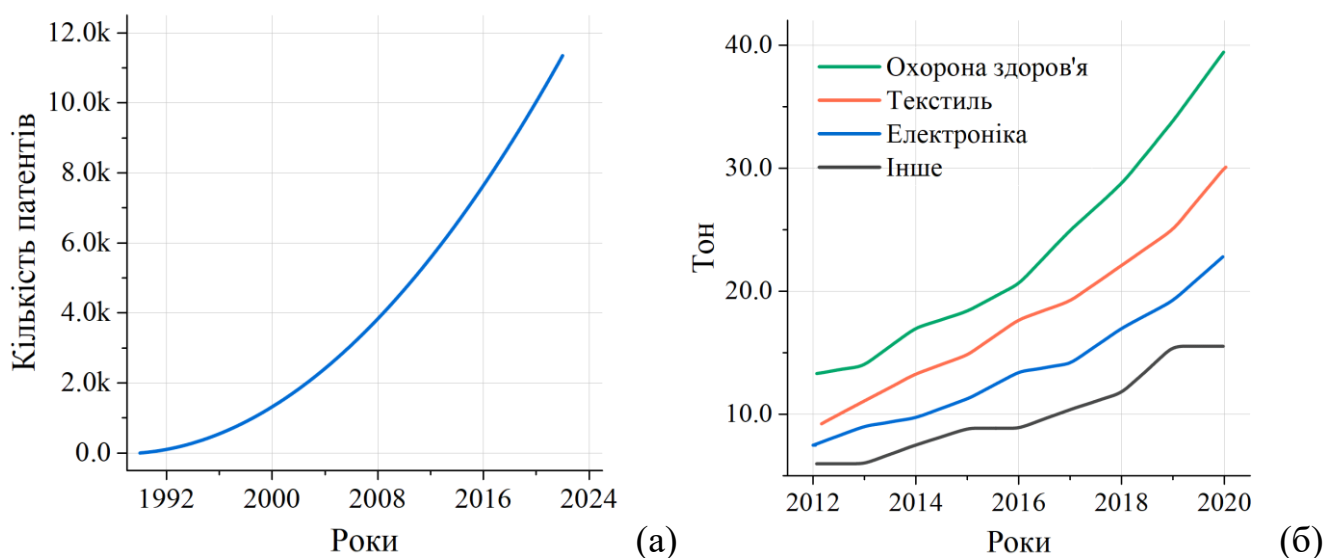 Кількість патентів
12.0k
10.0k
8.0k
6.0k
4.0k
2.0k
0.0
1992 2000 2008 2016 2024
Роки
(а)
Тон
40.0
30.0
20.0
10.0
Охорона здоров'я
Текстиль
Електроніка
Інше
2012 2014 2016 2018 2020
Роки
(б)